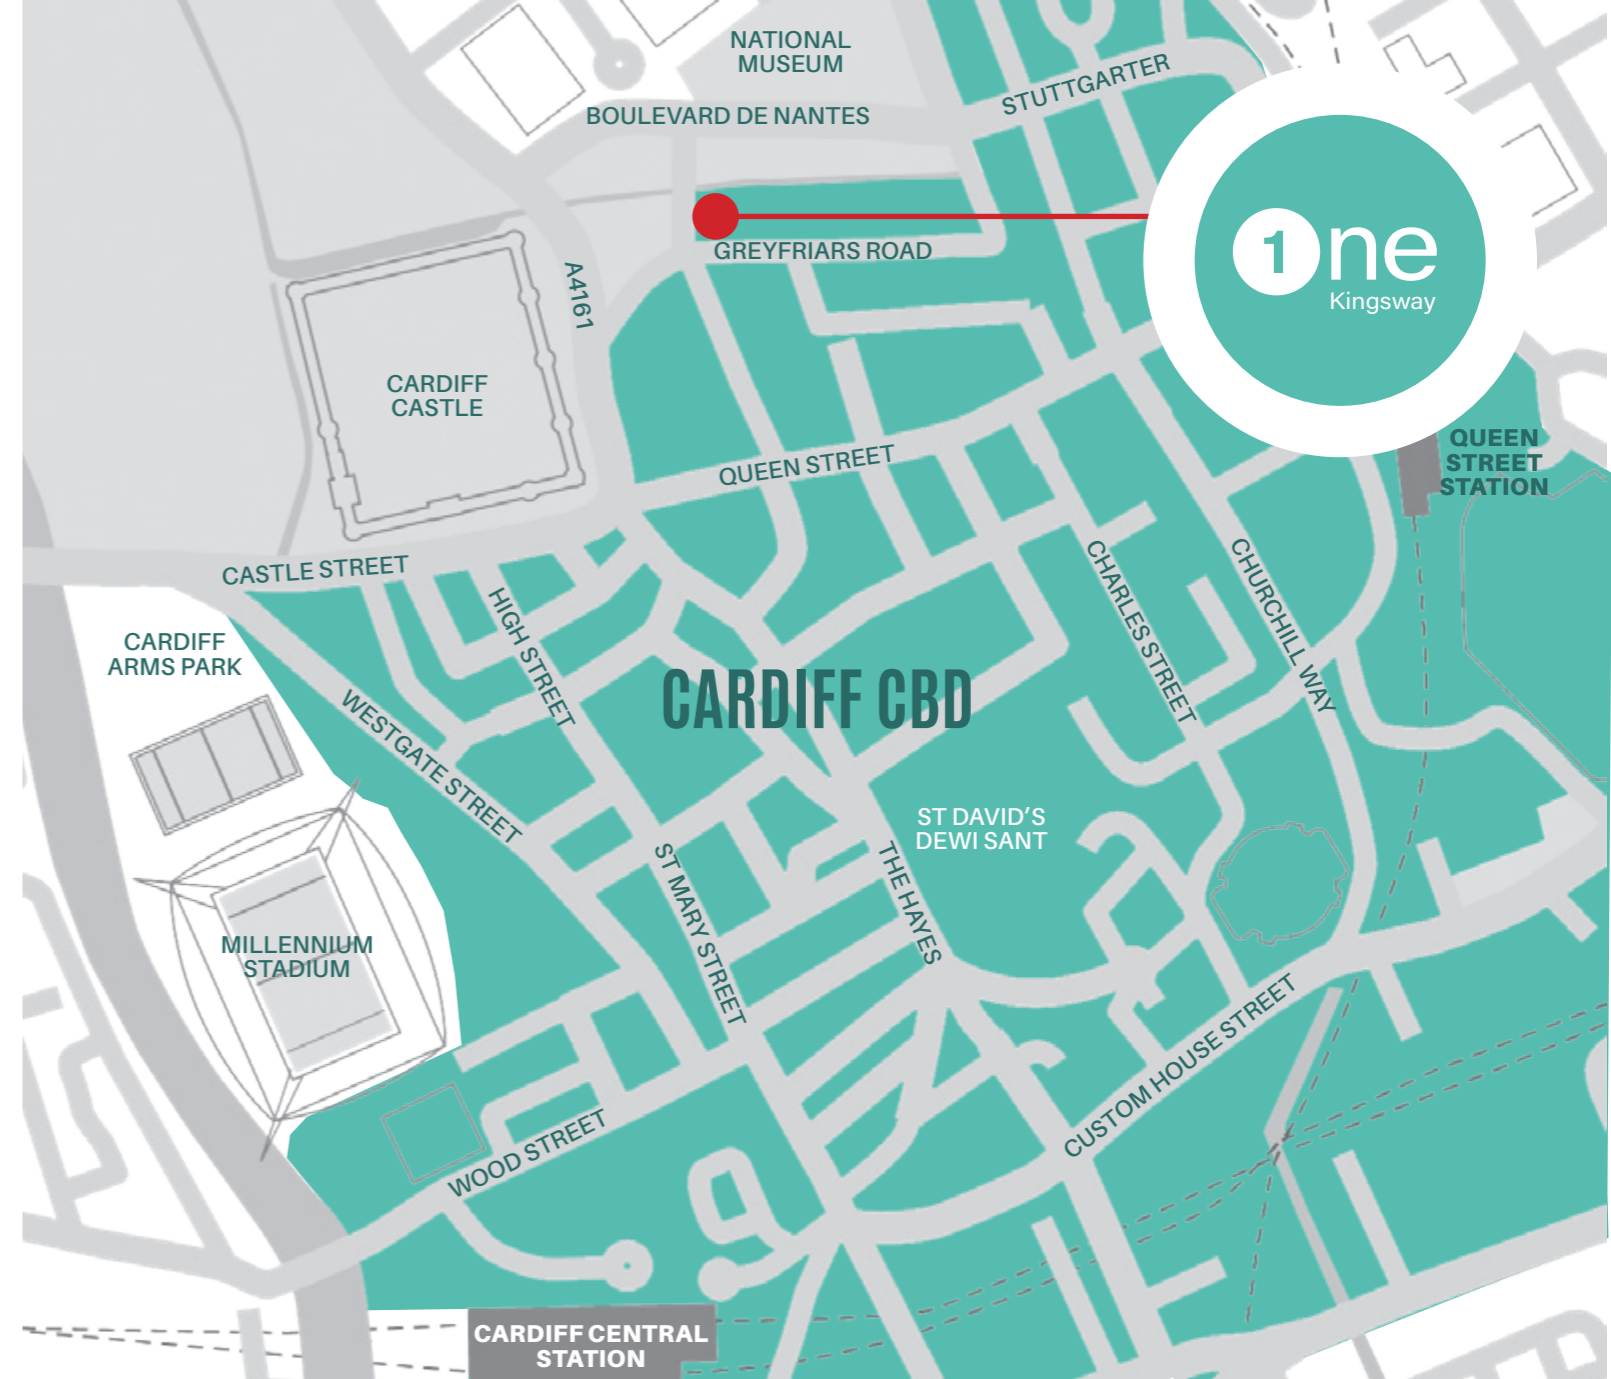 NATIONAL
MUSEUM
STUTTGARTER
BOULEVARD DE NANTES
GREYFRIARS ROAD
1ne
Kingsway
A4161
CARDIFF
CASTLE
QUEEN STREET
QUEEN
STREET
STATION
CASTLE STREET
CHARLES STREET
CHURCHILL WAY
HIGH STREET
CARDIFF
ARMS PARK
CARDIFF CBD
WESTGATE STREET
ST DAVID'S
DEWI SANT
ST MARY STREET
THE HAYES
MILLENNIUM
STADIUM
CUSTOM HOUSE STREET
WOOD STREET
CARDIFF CENTRAL
STATION